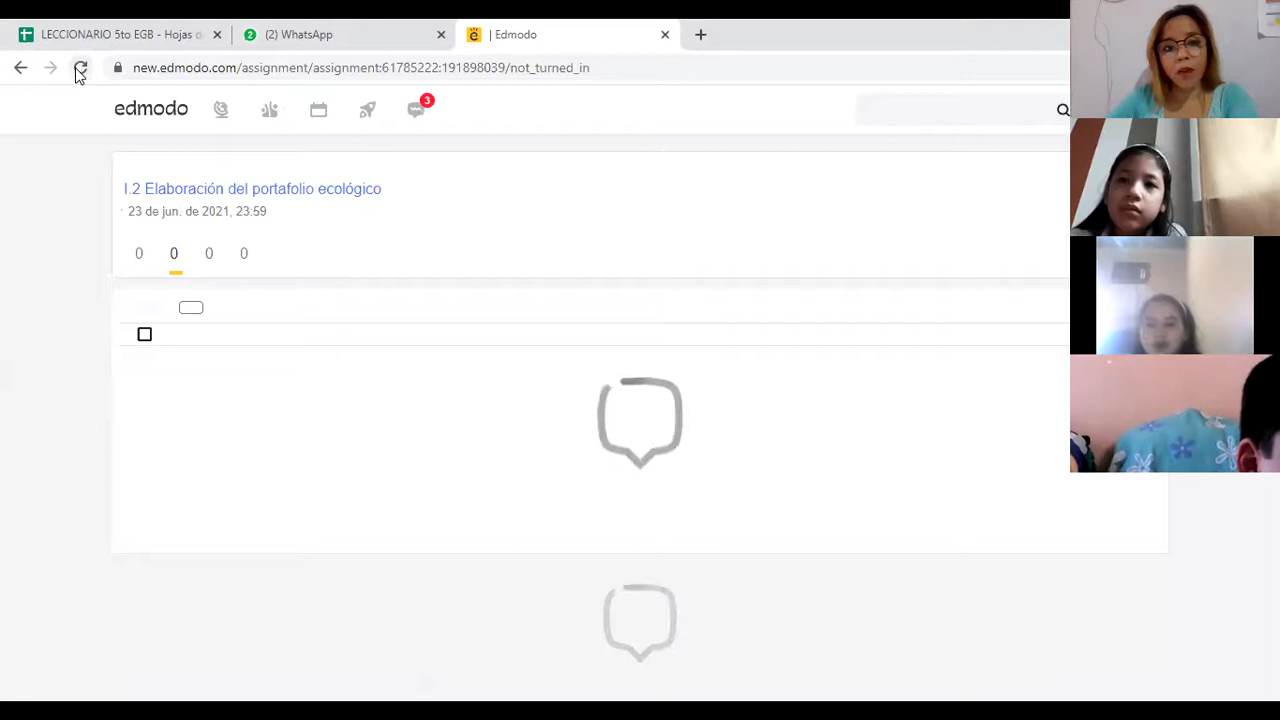 LECCIONARIO 5to EGB - Hojas d
2 (2) WhatsApp
| Edmodo
new.edmodo.com/assignment/assignment:61785222:191898039/not_turned_in
edmodo
3
I.2 Elaboración del portafolio ecológico
· 23 de jun. de 2021, 23:59
0 0 0 0